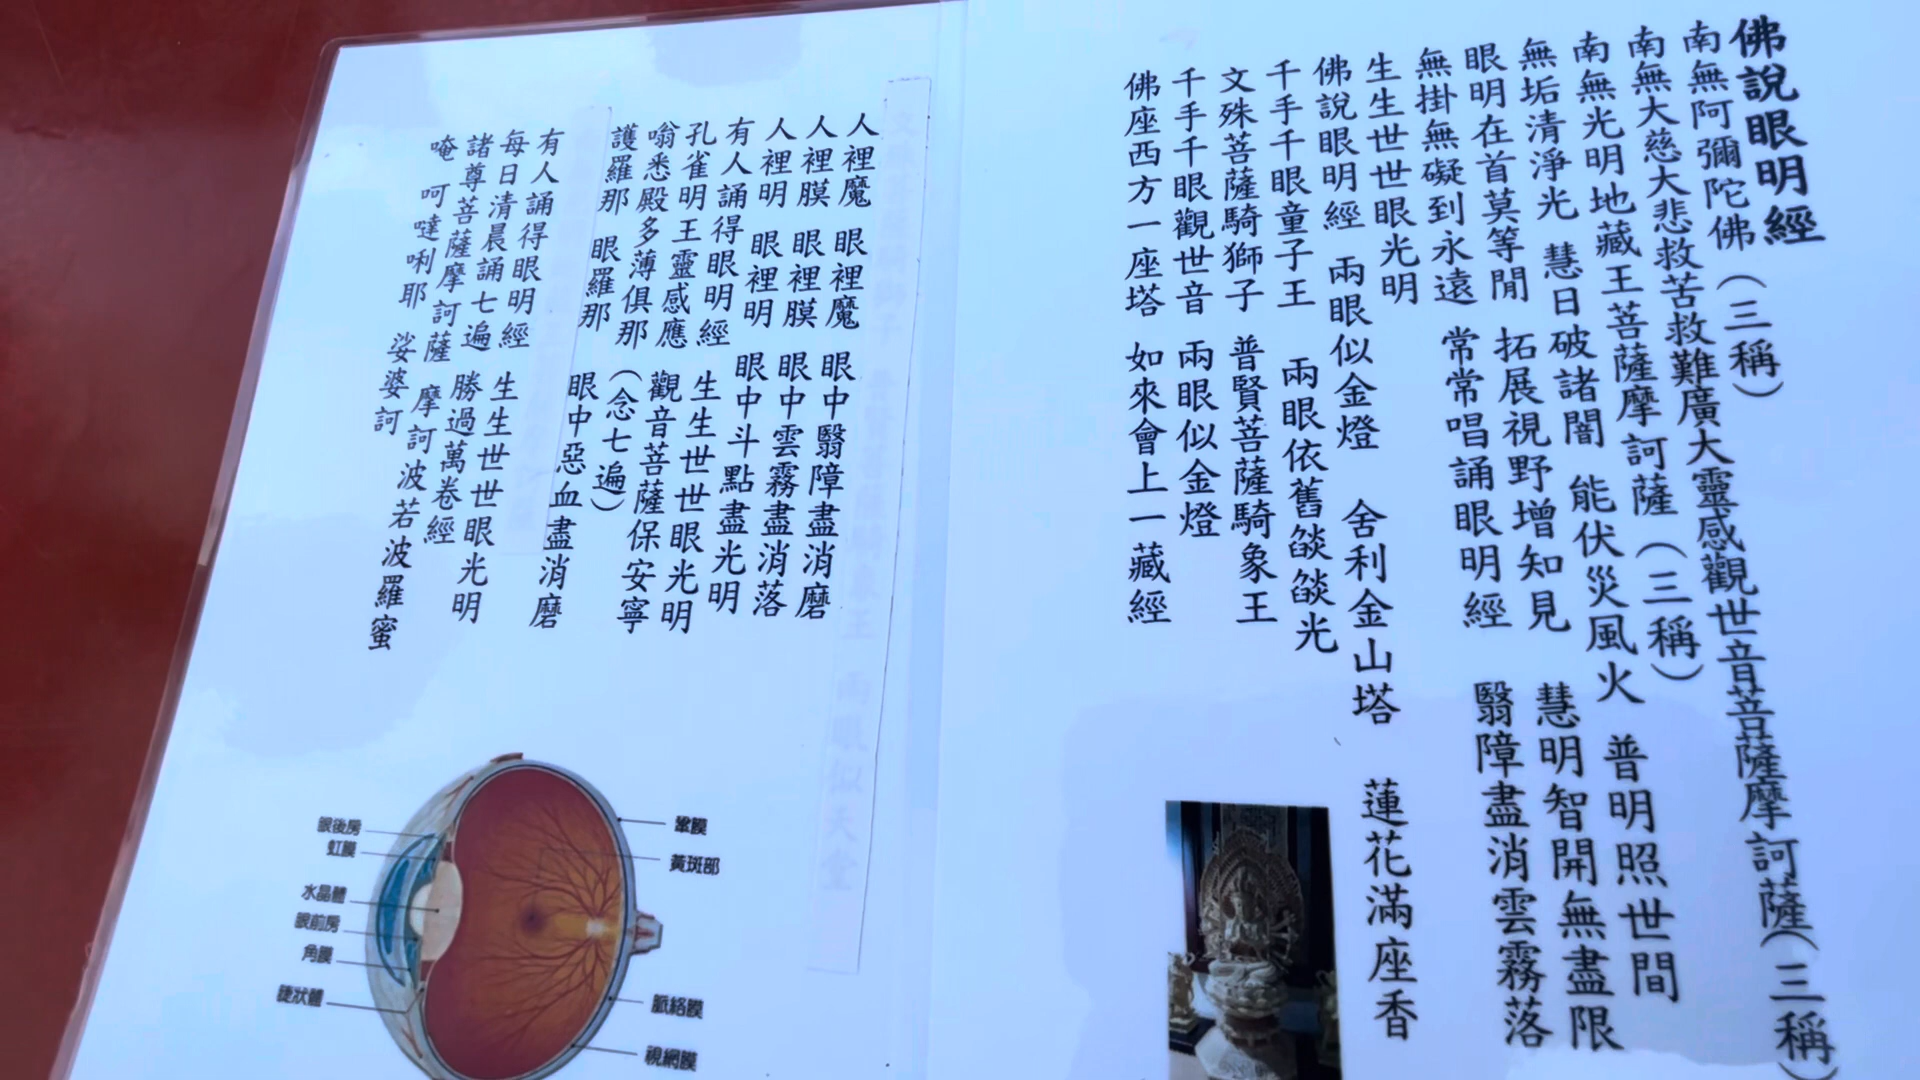 佛說眼明經
南無阿彌陀佛（三稱）
南無大慈大悲救苦救難廣大靈感觀世音菩薩摩訶薩（三稱）
南無光明地藏王菩薩摩訶薩（三稱）
無垢清淨光 慧日破諸闇 能伏災風火 普明照世間
眼明在首莫等閒 拓展視野增知見 慧明智開無盡限
無掛無礙到永遠 常常唱誦眼明經 翳障盡消雲霧落
生生世世眼光明
佛說眼明經 兩眼似金燈 舍利金山塔 蓮花滿座香
千手千眼童子王 兩眼依舊燄燄光
文殊菩薩騎獅子 普賢菩薩騎象王
千手千眼觀世音 兩眼似金燈
佛座西方一座塔 如來會上一藏經
人裡魔 眼裡魔 眼中翳障盡消磨
人裡膜 眼裡膜 眼中雲霧盡消落
人裡明 眼裡明 眼中斗點盡光明
有人誦得眼明經 生生世世眼光明
孔雀明王靈感應 觀音菩薩保安寧
嗡悉殿多薄俱那 （念七遍）
護羅那 眼羅那 眼中惡血盡消磨
有人誦得眼明經 生生世世眼光明
每日清晨誦七遍 勝過萬卷經
諸尊菩薩摩訶薩 摩訶波若波羅蜜
唵 呵噠唎耶 娑婆訶
眼後房
虹膜
水晶體
眼前房
角膜
睫狀體
鞏膜
黃斑部
脈絡膜
視網膜